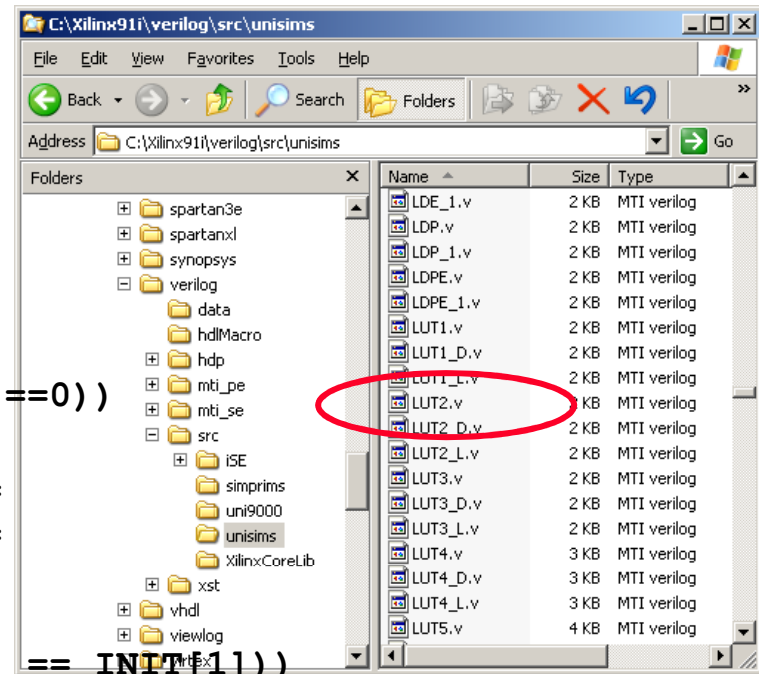 C:\Xilinx91i\verilog\src\unisims
File Edit View Favorites Tools Help
Back Search Folders »
Address C:\Xilinx91i\verilog\src\unisims Go
Folders
spartan3e
spartanxl
synopsys
verilog
data
hdlMacro
hdp
mti_pe
mti_se
src
iSE
simprims
uni9000
unisims
XilinxCoreLib
xst
vhdl
viewlog
virtex
Name Size Type
LDE_1.v 2 KB MTI verilog
LDP.v 2 KB MTI verilog
LDP_1.v 2 KB MTI verilog
LDPE.v 2 KB MTI verilog
LDPE_1.v 2 KB MTI verilog
LUT1.v 2 KB MTI verilog
LUT1_D.v 2 KB MTI verilog
LUT1_L.v 2 KB MTI verilog
LUT2.v KB MTI verilog
LUT2_D.v 2 KB MTI verilog
LUT2_L.v 2 KB MTI verilog
LUT3.v 2 KB MTI verilog
LUT3_D.v 2 KB MTI verilog
LUT3_L.v 2 KB MTI verilog
LUT4.v 3 KB MTI verilog
LUT4_D.v 3 KB MTI verilog
LUT4_L.v 3 KB MTI verilog
LUT5.v 4 KB MTI verilog
==0))
== INIT[1]))